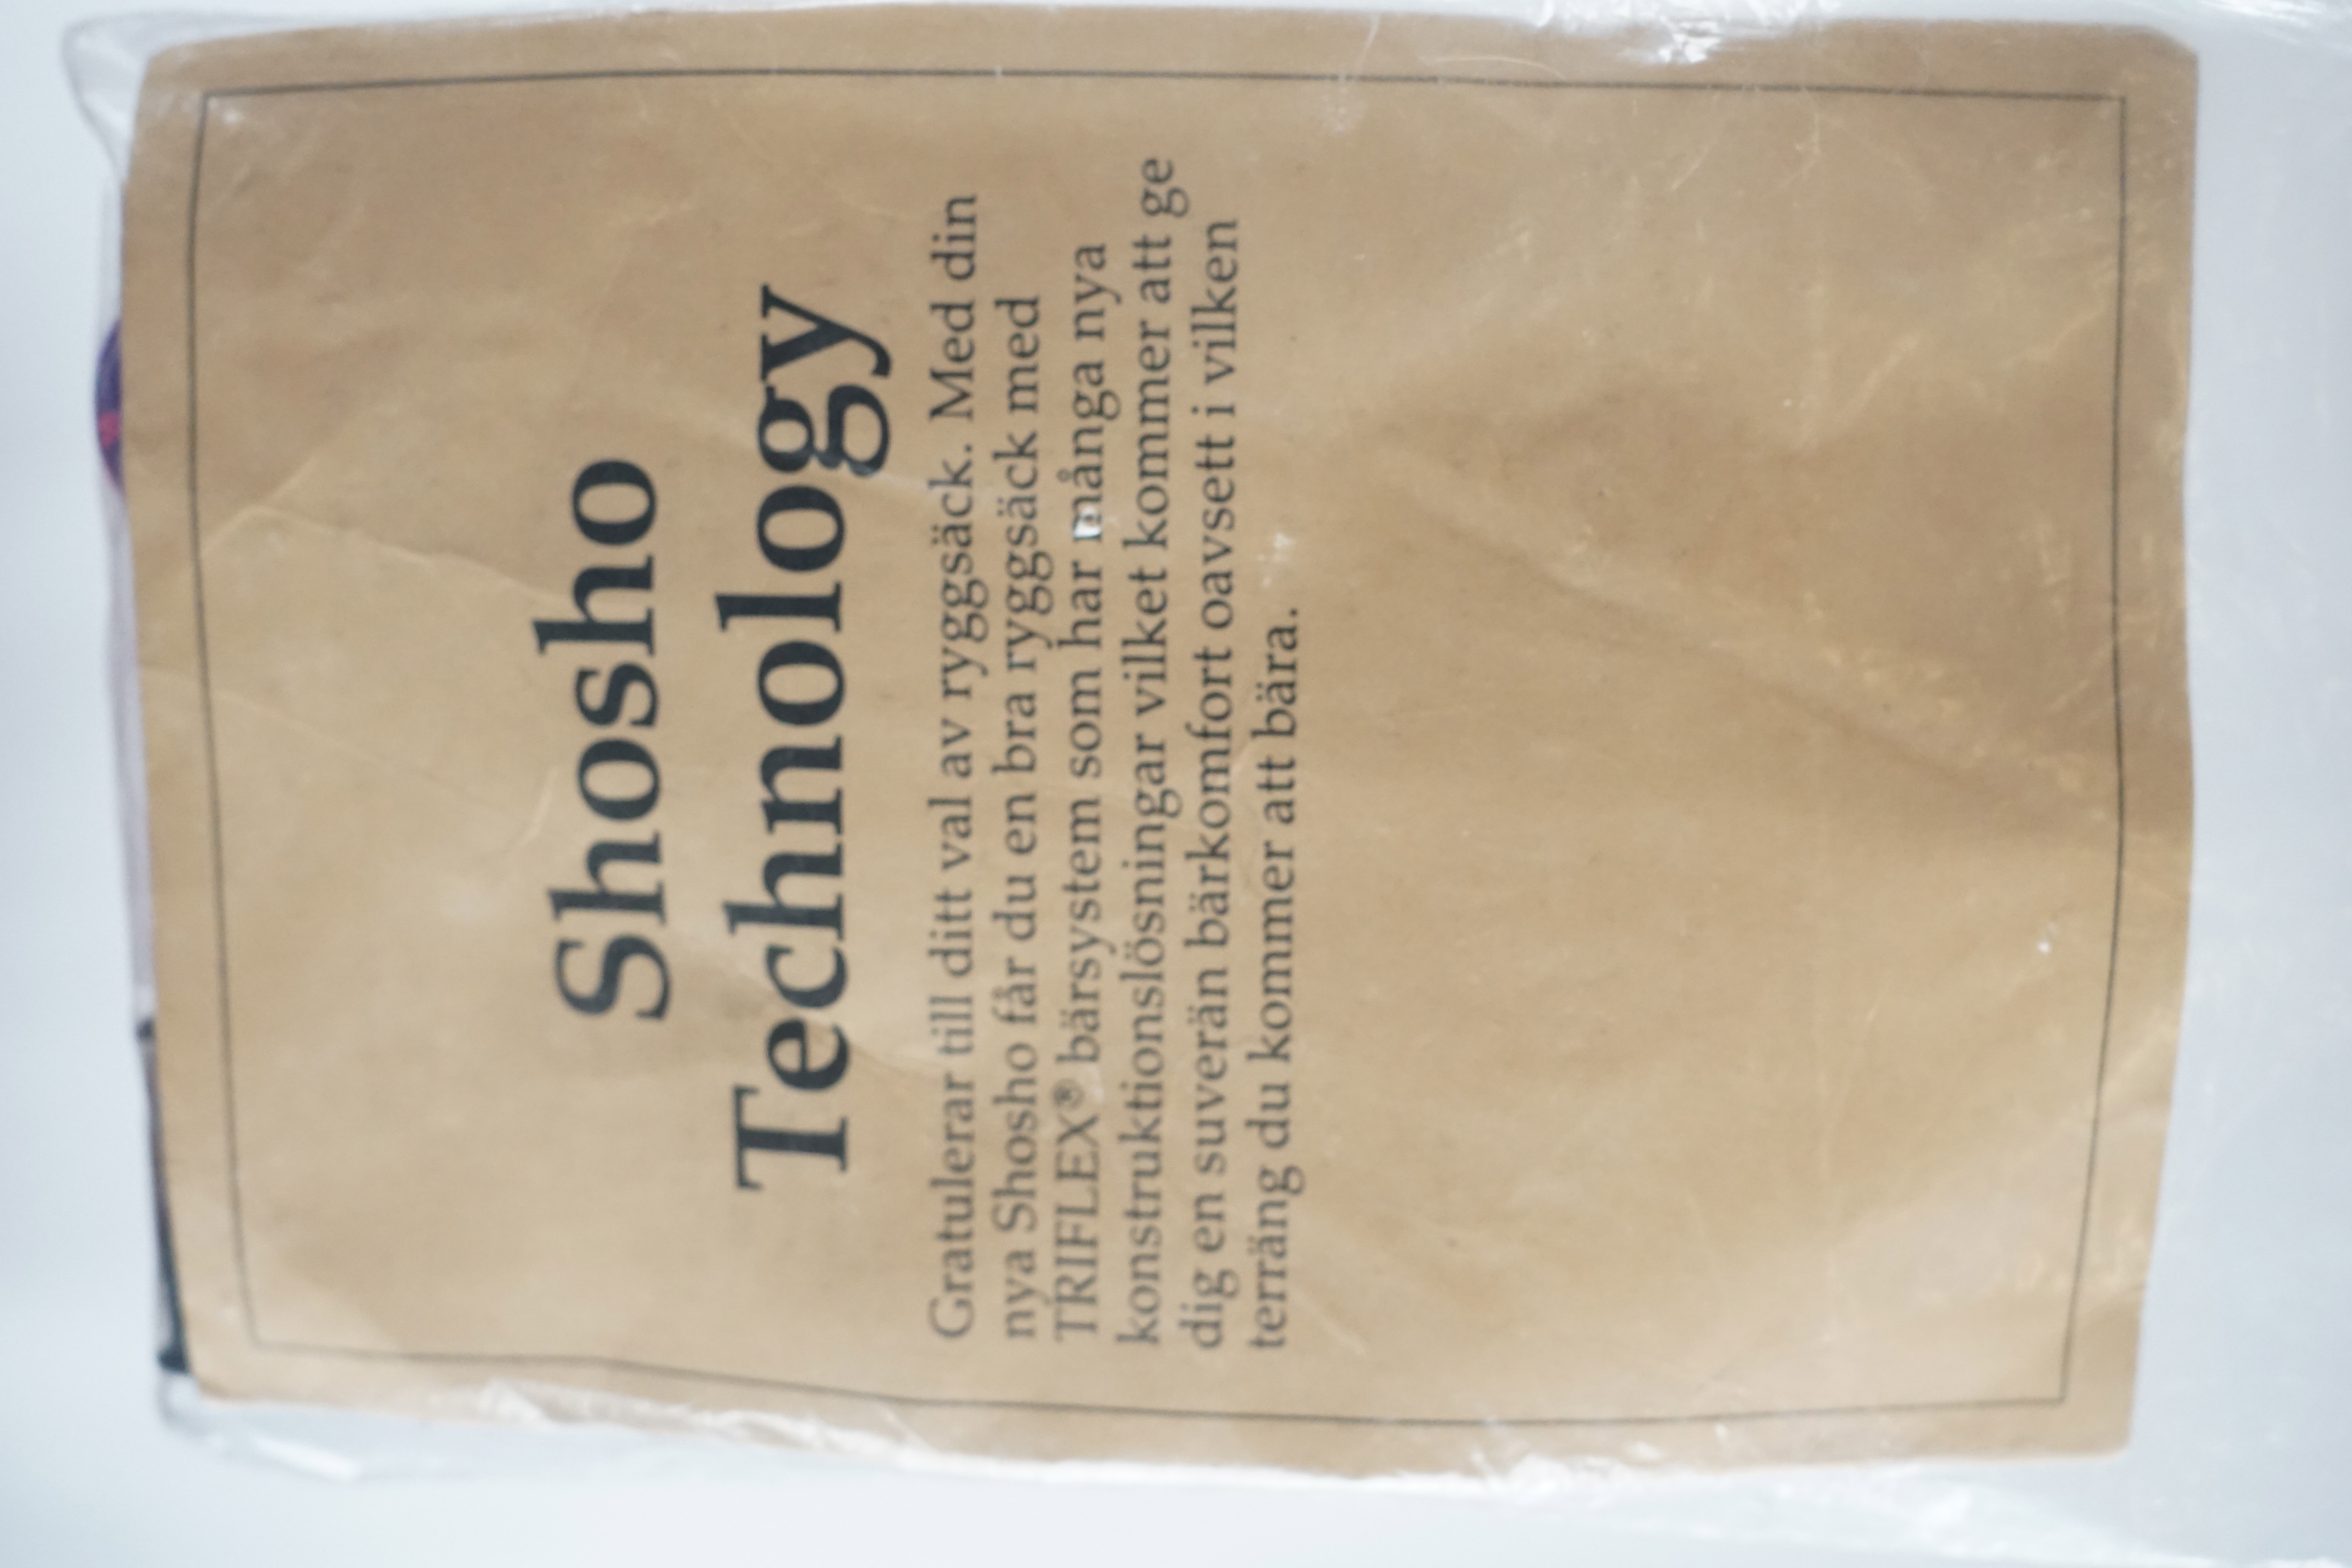 Shosho
Technology
Gratulerar till ditt val av ryggsäck. Med din
nya Shosho får du en bra ryggsäck med
TRIFLEX® bärsystem som har många nya
konstruktionslösningar vilket kommer att ge
dig en suverän bärkomfort oavsett i vilken
terräng du kommer att bära.